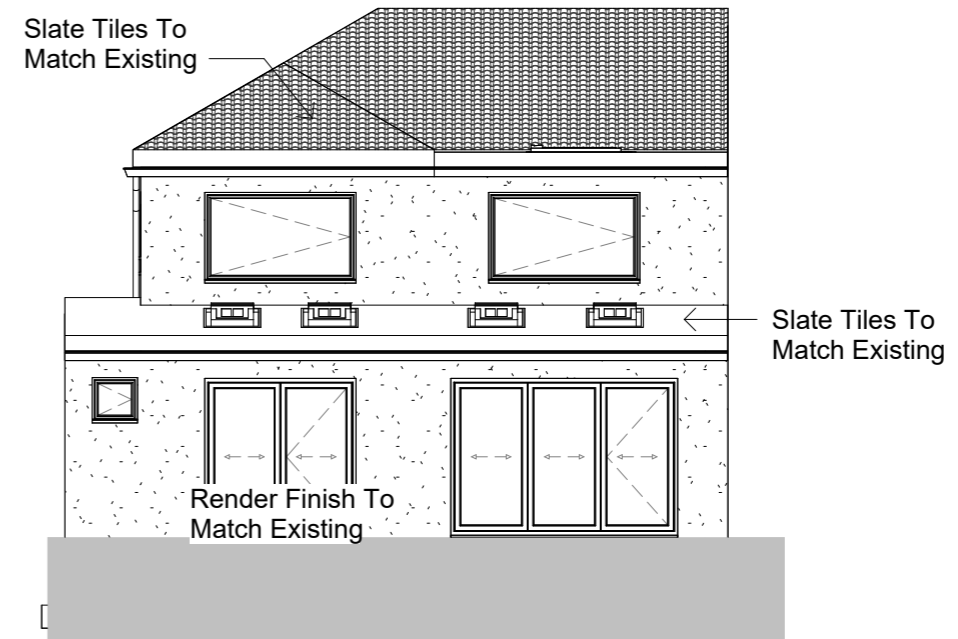 Slate Tiles To
Match Existing
Slate Tiles To
Match Existing
Render Finish To
Match Existing